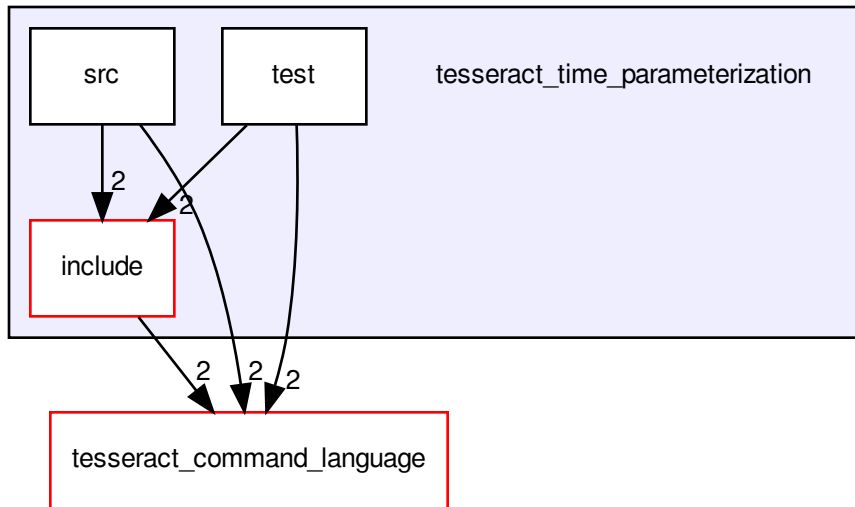 src
test
tesseract_time_parameterization
2
2
include
2
2
2
tesseract_command_language